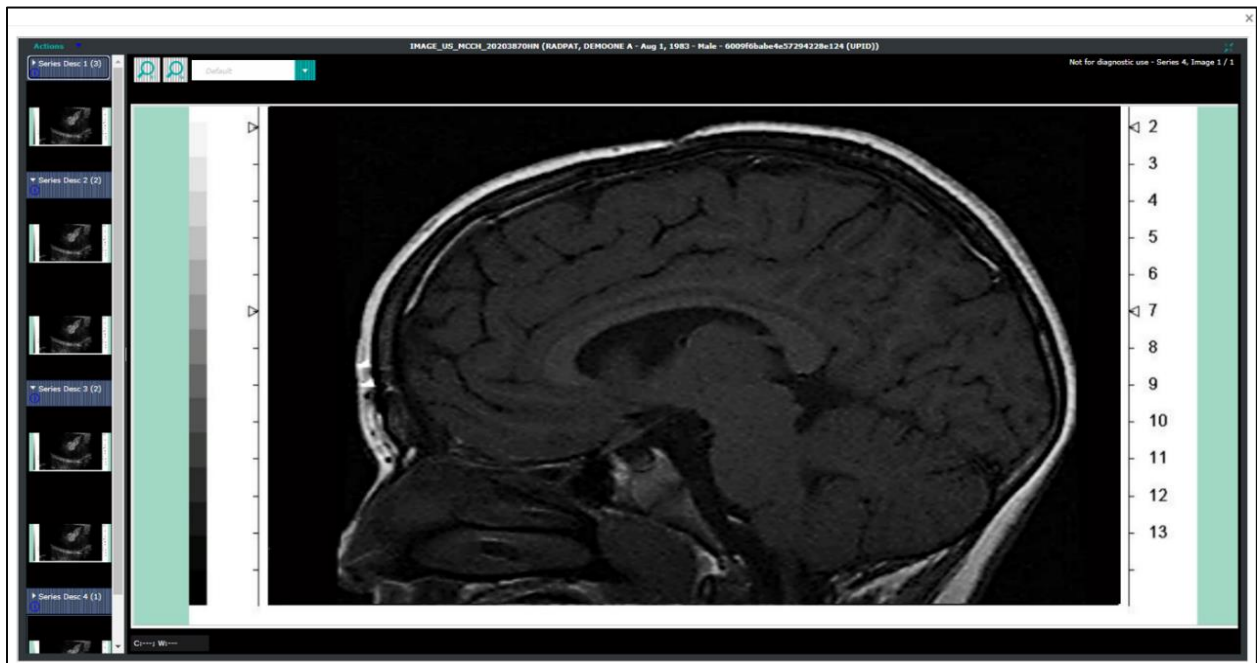 Actions
IMAGE_US_MCCH_20203870HN (RADPAT, DEMOONE A - Aug 1, 1983 - Male - 6009f6babe4e57294228e124 (UPID))
Series Desc 1 (3)
Default
Not for diagnostic use - Series 4, Image 1 / 1
Series Desc 2 (2)
Series Desc 3 (2)
Series Desc 4 (1)
2
3
4
5
6
7
8
9
10
11
12
13
C:---; W:---